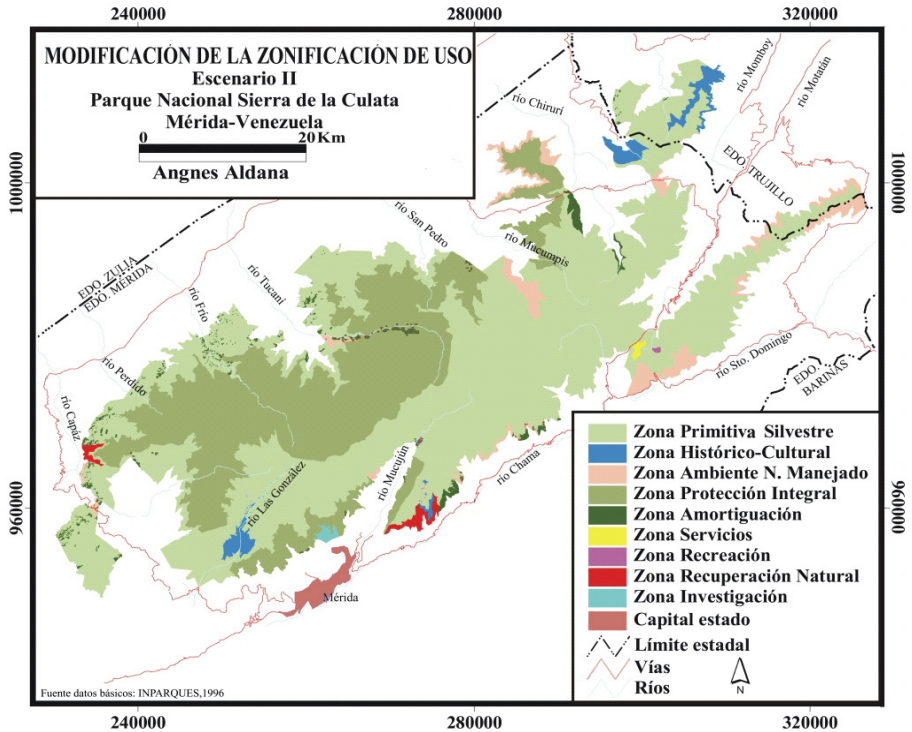 240000
280000
320000
MODIFICACIÓN DE LA ZONIFICACIÓN DE USO
Escenario II
Parque Nacional Sierra de la Culata
Mérida-Venezuela
0 20 Km
Angnes Aldana
1000000
1000000
960000
960000
río Chirurí
río Momboy
río Motatán
EDO. TRUJILLO
río San Pedro
río Mucumpis
EDO. ZULIA
EDO. MÉRIDA
río Tucaní
río Frío
río Perdido
río Capáz
río Sto. Domingo
EDO. BARINAS
río Mucujún
río Chama
río Las González
Mérida
Zona Primitiva Silvestre
Zona Histórico-Cultural
Zona Ambiente N. Manejado
Zona Protección Integral
Zona Amortiguación
Zona Servicios
Zona Recreación
Zona Recuperación Natural
Zona Investigación
Capital estado
Límite estadal
Vías
Ríos
N
Fuente datos básicos: INPARQUES,1996
240000
280000
320000